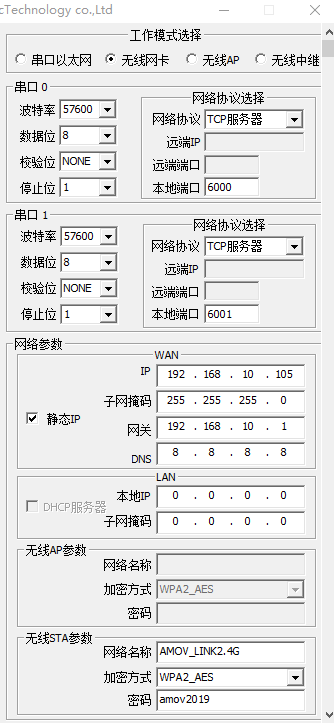 cTechnology co.,Ltd
工作模式选择
串口以太网 无线网卡 无线AP 无线中继
串口 0
网络协议选择
波特率 57600
网络协议 TCP服务器
数据位 8
远端IP
校验位 NONE
远端端口
停止位 1
本地端口 6000
串口 1
网络协议选择
波特率 57600
网络协议 TCP服务器
数据位 8
远端IP
校验位 NONE
远端端口
停止位 1
本地端口 6001
网络参数
WAN
IP 192 . 168 . 10 . 105
子网掩码 255 . 255 . 255 . 0
静态IP
网关 192 . 168 . 10 . 1
DNS 8 . 8 . 8 . 8
LAN
本地IP 0 . 0 . 0 . 0
DHCP服务器
子网掩码 0 . 0 . 0 . 0
无线AP参数
网络名称
加密方式 WPA2_AES
密码
无线STA参数
网络名称 AMOV_LINK2.4G
加密方式 WPA2_AES
密码 amov2019